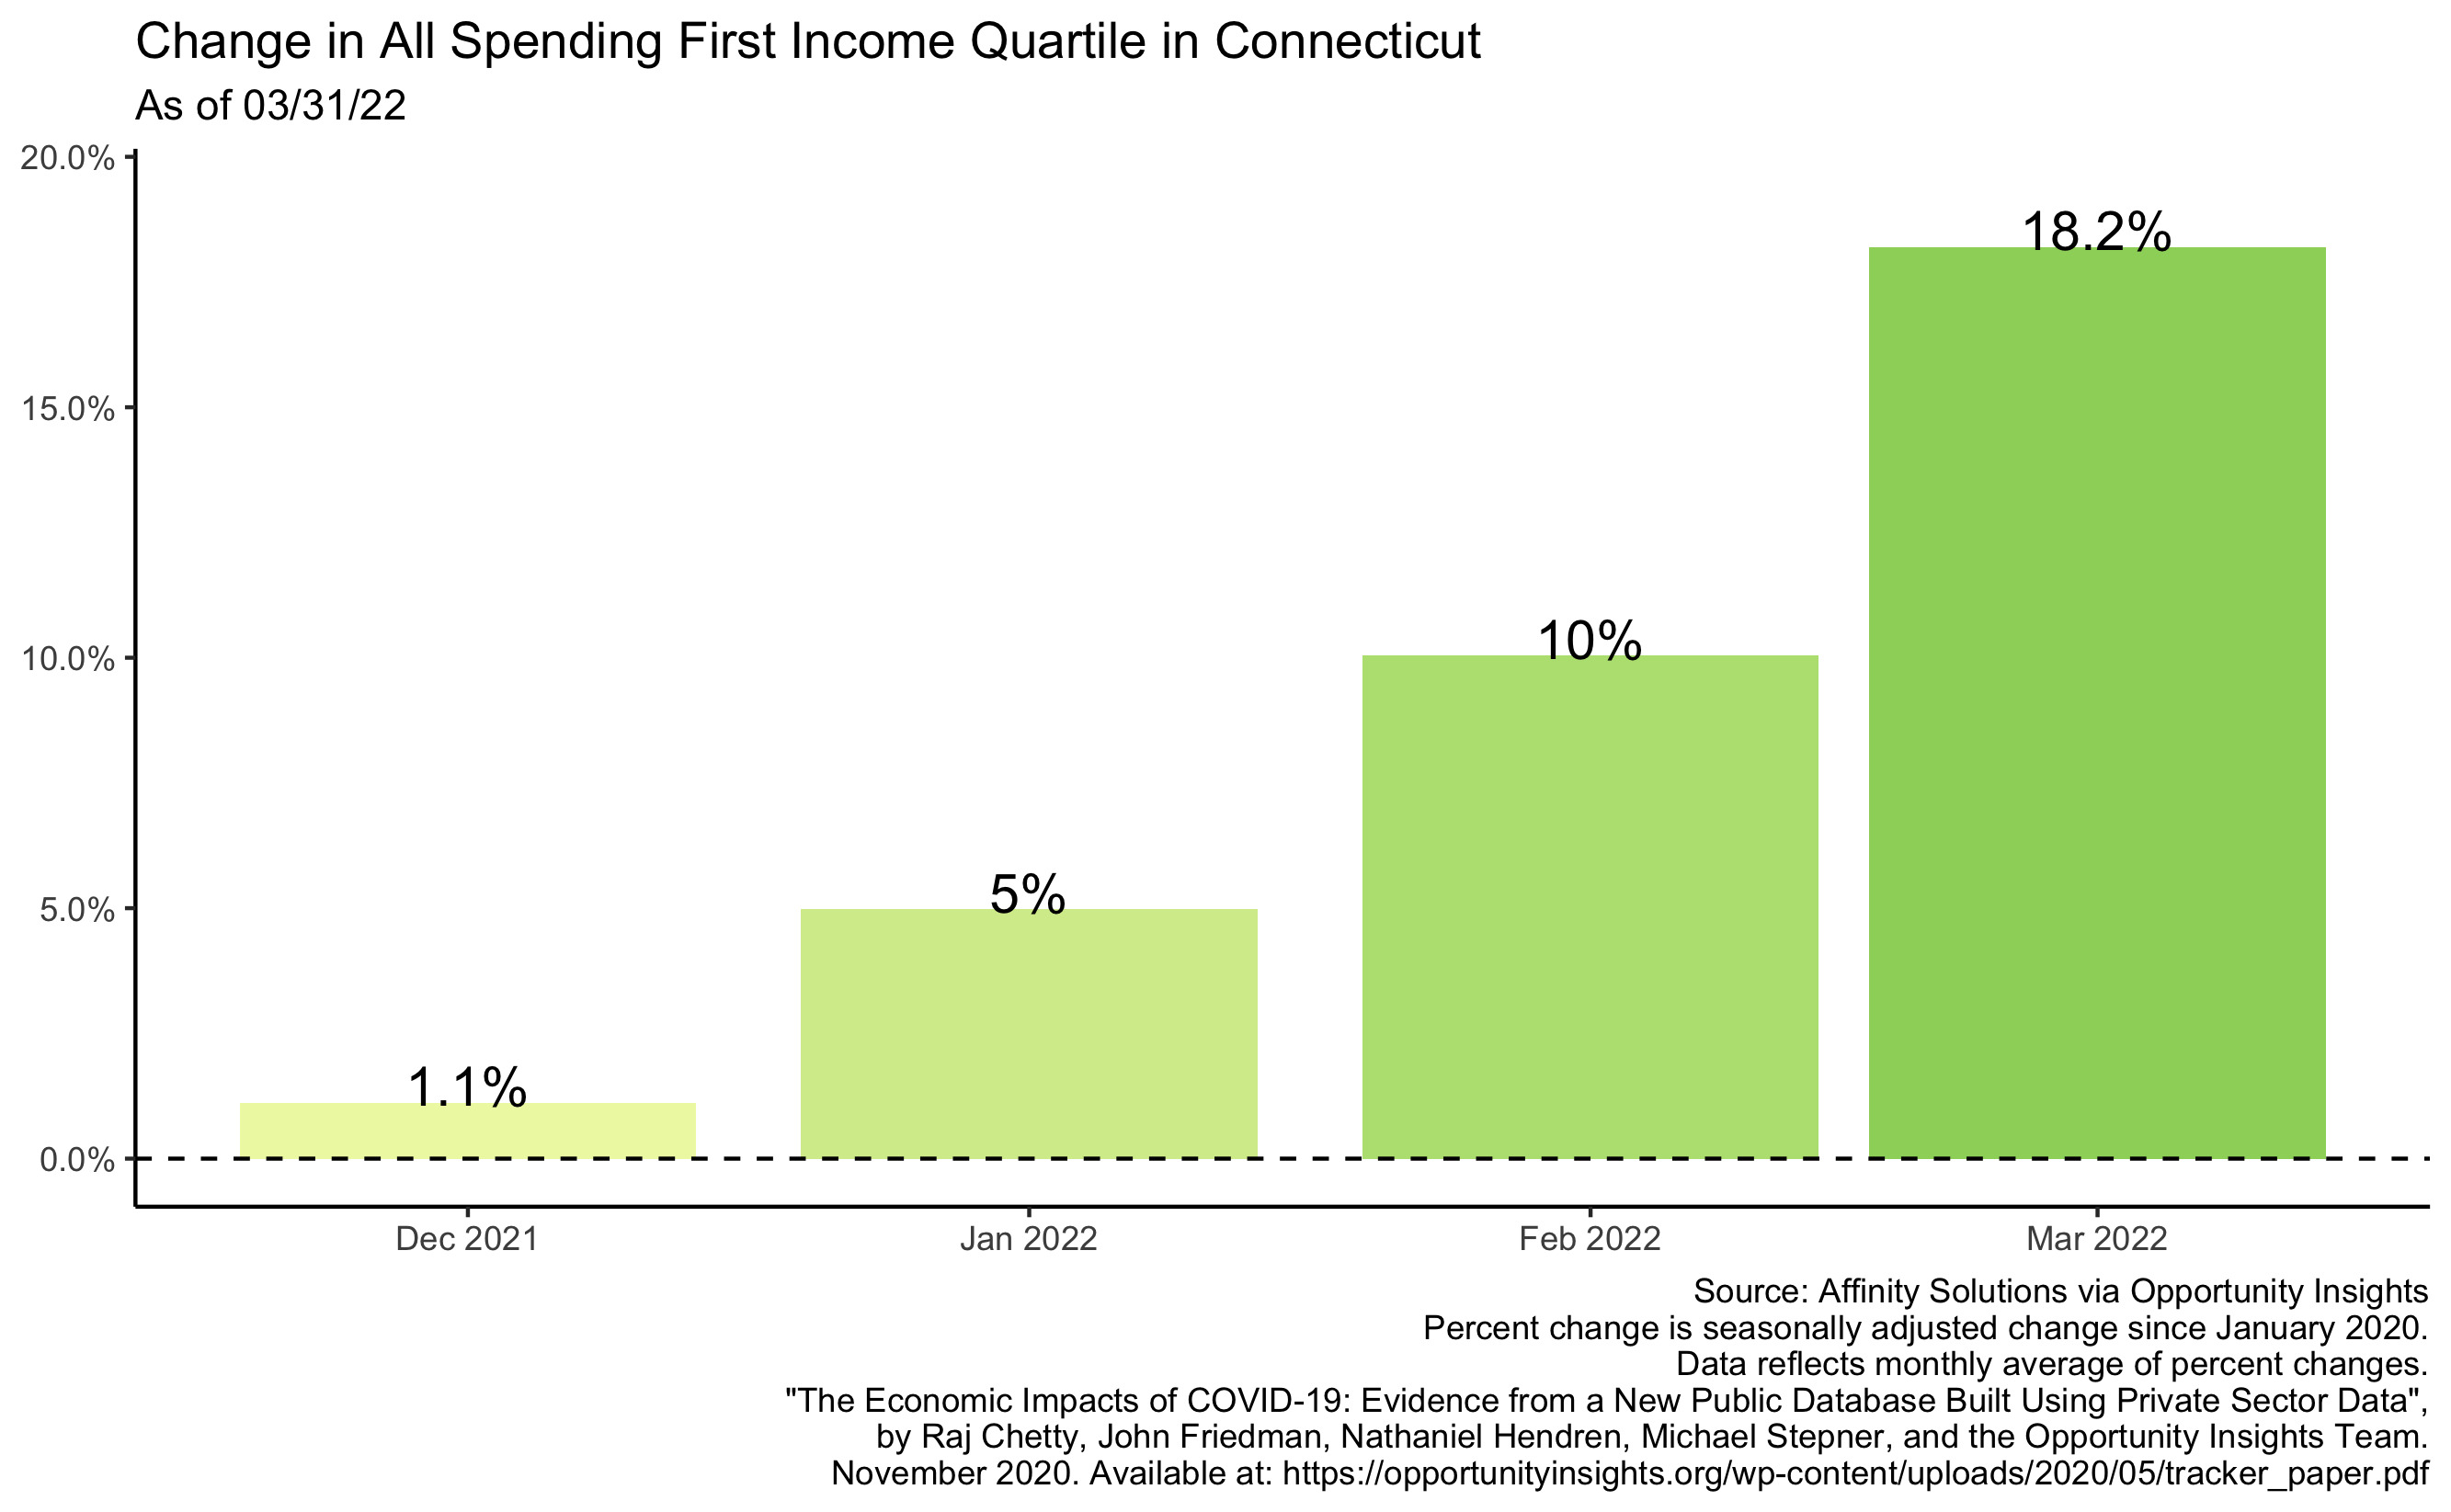 Change in All Spending First Income Quartile in Connecticut
As of 03/31/22
20.0%
15.0%
10.0%
5.0%
0.0%
1.1%
5%
10%
18.2%
Dec 2021
Jan 2022
Feb 2022
Mar 2022
Source: Affinity Solutions via Opportunity Insights
Percent change is seasonally adjusted change since January 2020.
Data reflects monthly average of percent changes.
"The Economic Impacts of COVID-19: Evidence from a New Public Database Built Using Private Sector Data",
by Raj Chetty, John Friedman, Nathaniel Hendren, Michael Stepner, and the Opportunity Insights Team.
November 2020. Available at: https://opportunityinsights.org/wp-content/uploads/2020/05/tracker_paper.pdf